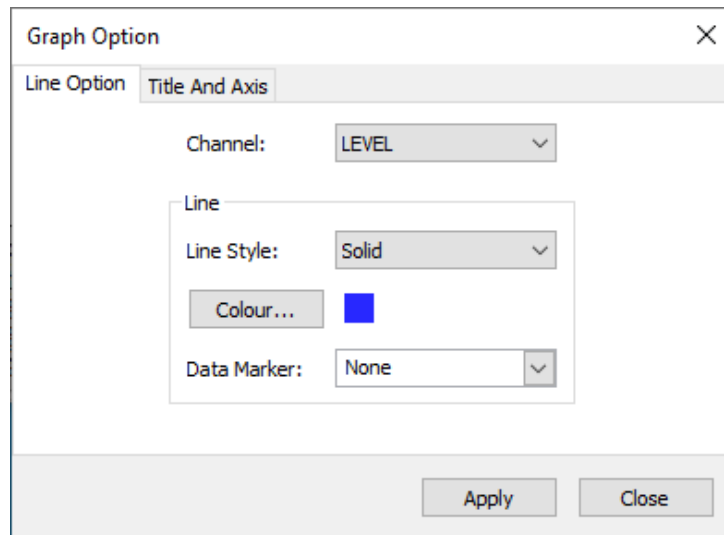 Graph Option
Line Option Title And Axis
Channel: LEVEL
Line
Line Style: Solid
Colour...
Data Marker: None
Apply Close